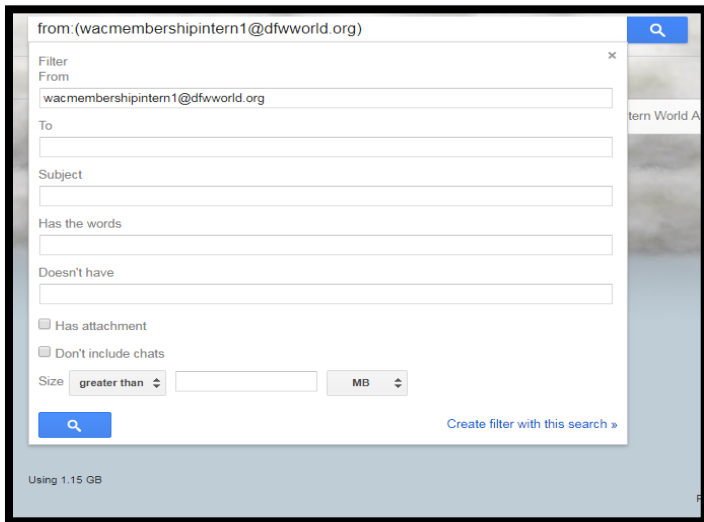 from:(wacmembershipintern1@dfwworld.org)
Filter
From
wacmembershipintern1@dfwworld.org
tern World A
To
Subject
Has the words
Doesn't have
Has attachment
Don't include chats
Size greater than MB
Create filter with this search »
Using 1.15 GB